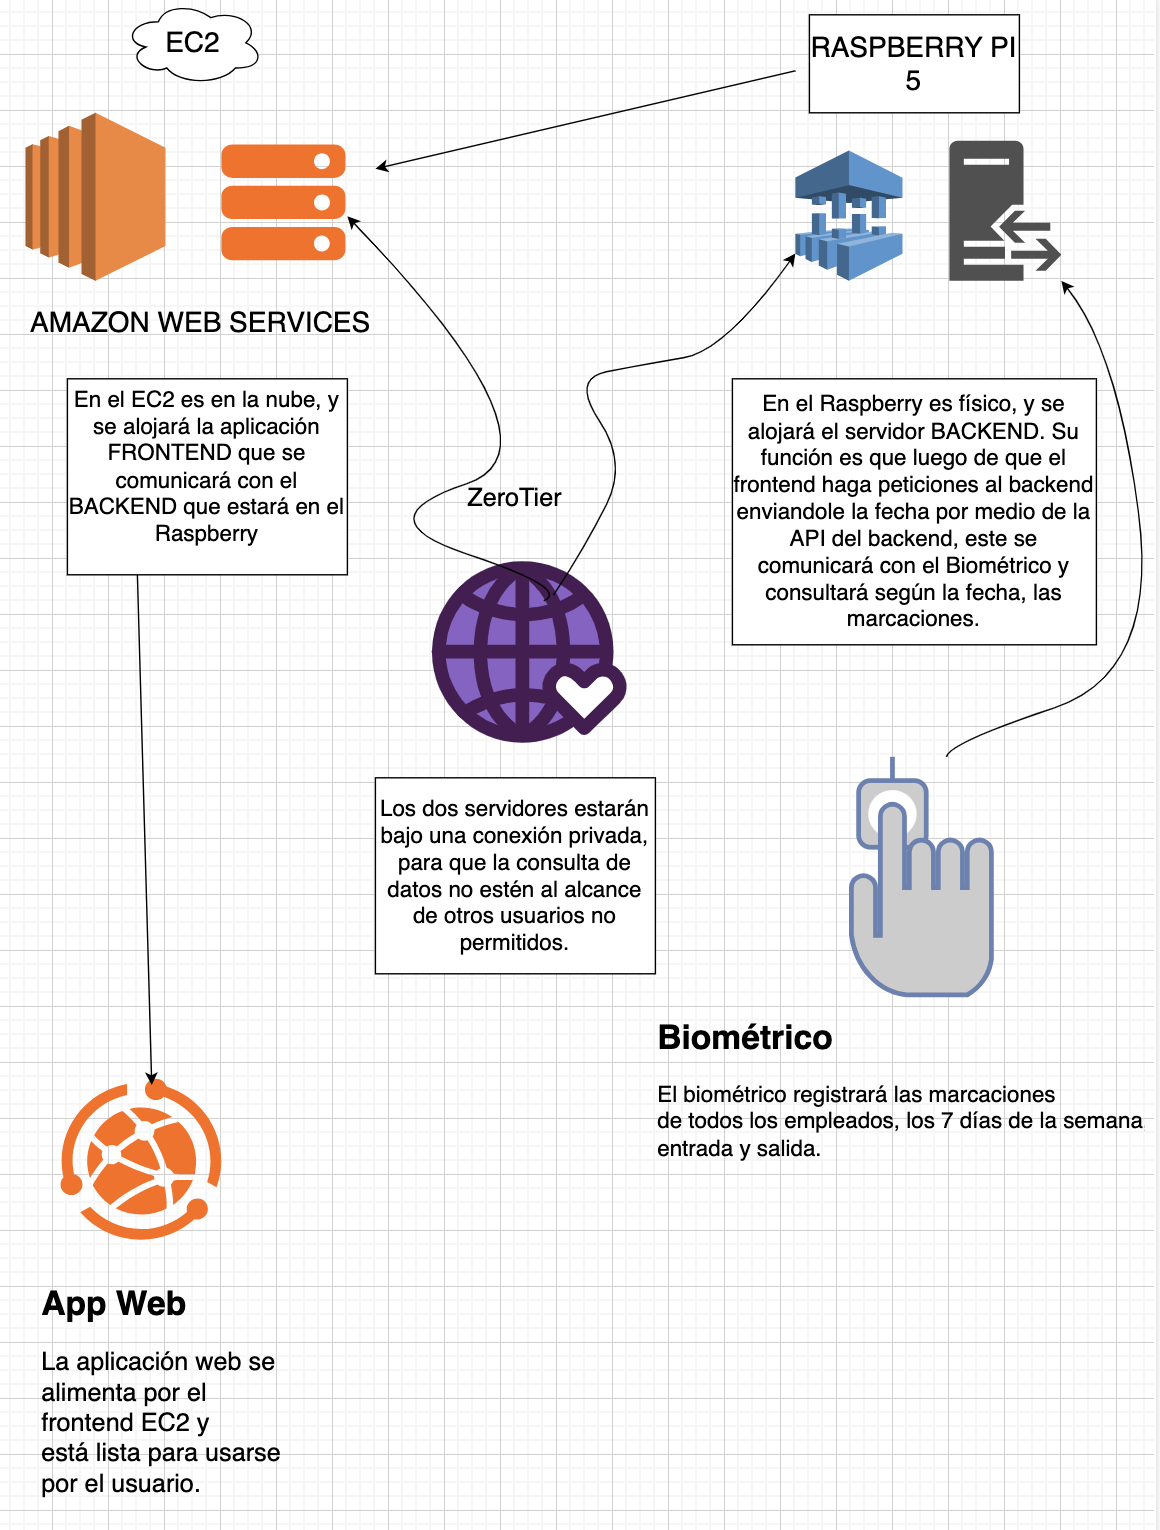 EC2
RASPBERRY PI
5
AMAZON WEB SERVICES
En el EC2 es en la nube, y
se alojará la aplicación
FRONTEND que se
comunicará con el
BACKEND que estará en el
Raspberry
En el Raspberry es físico, y se
alojará el servidor BACKEND. Su
función es que luego de que el
frontend haga peticiones al backend
enviandole la fecha por medio de la
API del backend, este se
comunicará con el Biométrico y
consultará según la fecha, las
marcaciones.
ZeroTier
Los dos servidores estarán
bajo una conexión privada,
para que la consulta de
datos no estén al alcance
de otros usuarios no
permitidos.
Biométrico
El biométrico registrará las marcaciones
de todos los empleados, los 7 días de la semana
entrada y salida.
App Web
La aplicación web se
alimenta por el
frontend EC2 y
está lista para usarse
por el usuario.